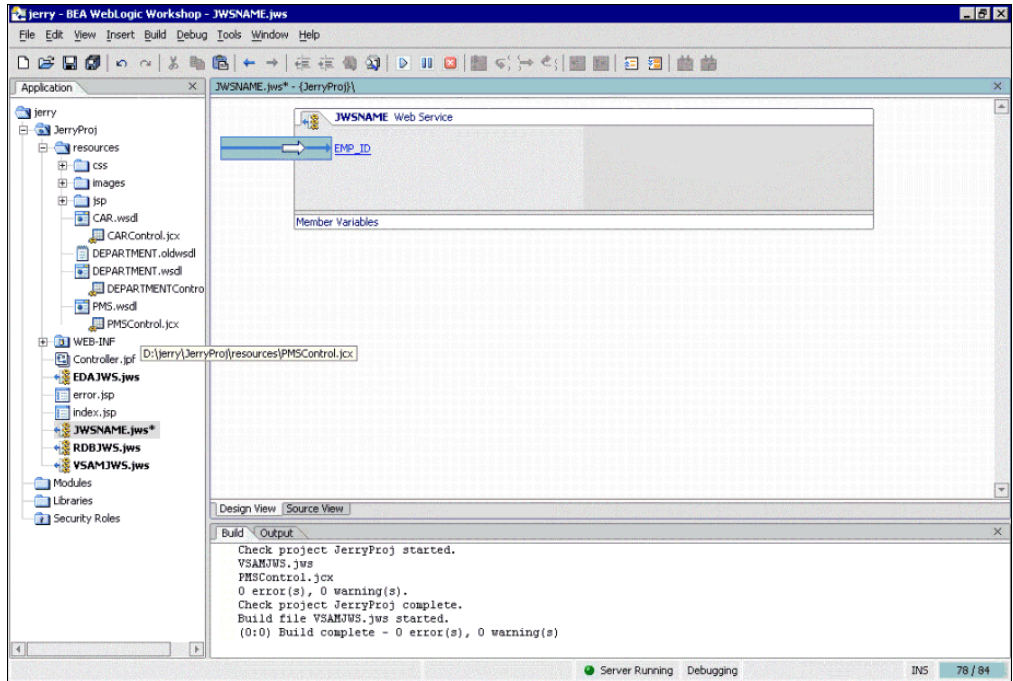 jerry - BEA WebLogic Workshop - JWSNAME.jws
File Edit View Insert Build Debug Tools Window Help
Application
JWSNAME.jws* - {JerryProj}\
jerry
JerryProj
resources
css
images
jsp
CAR.wsdl
CARControl.jcx
DEPARTMENT.oldwsdl
DEPARTMENT.wsdl
DEPARTMENTContro
PMS.wsdl
PMSControl.jcx
WEB-INF
Controller.jpf
D:\jerry\JerryProj\resources\PMSControl.jcx
EDAJWS.jws
error.jsp
index.jsp
JWSNAME.jws*
RDBJWS.jws
VSAMJWS.jws
Modules
Libraries
Security Roles
JWSNAME Web Service
EMP_ID
Member Variables
Design View Source View
Build Output
Check project JerryProj started.
VSAMJWS.jws
PMSControl.jcx
0 error(s), 0 warning(s).
Check project JerryProj complete.
Build file VSAMJWS.jws started.
(0:0) Build complete - 0 error(s), 0 warning(s)
Server Running Debugging INS 78 / 84